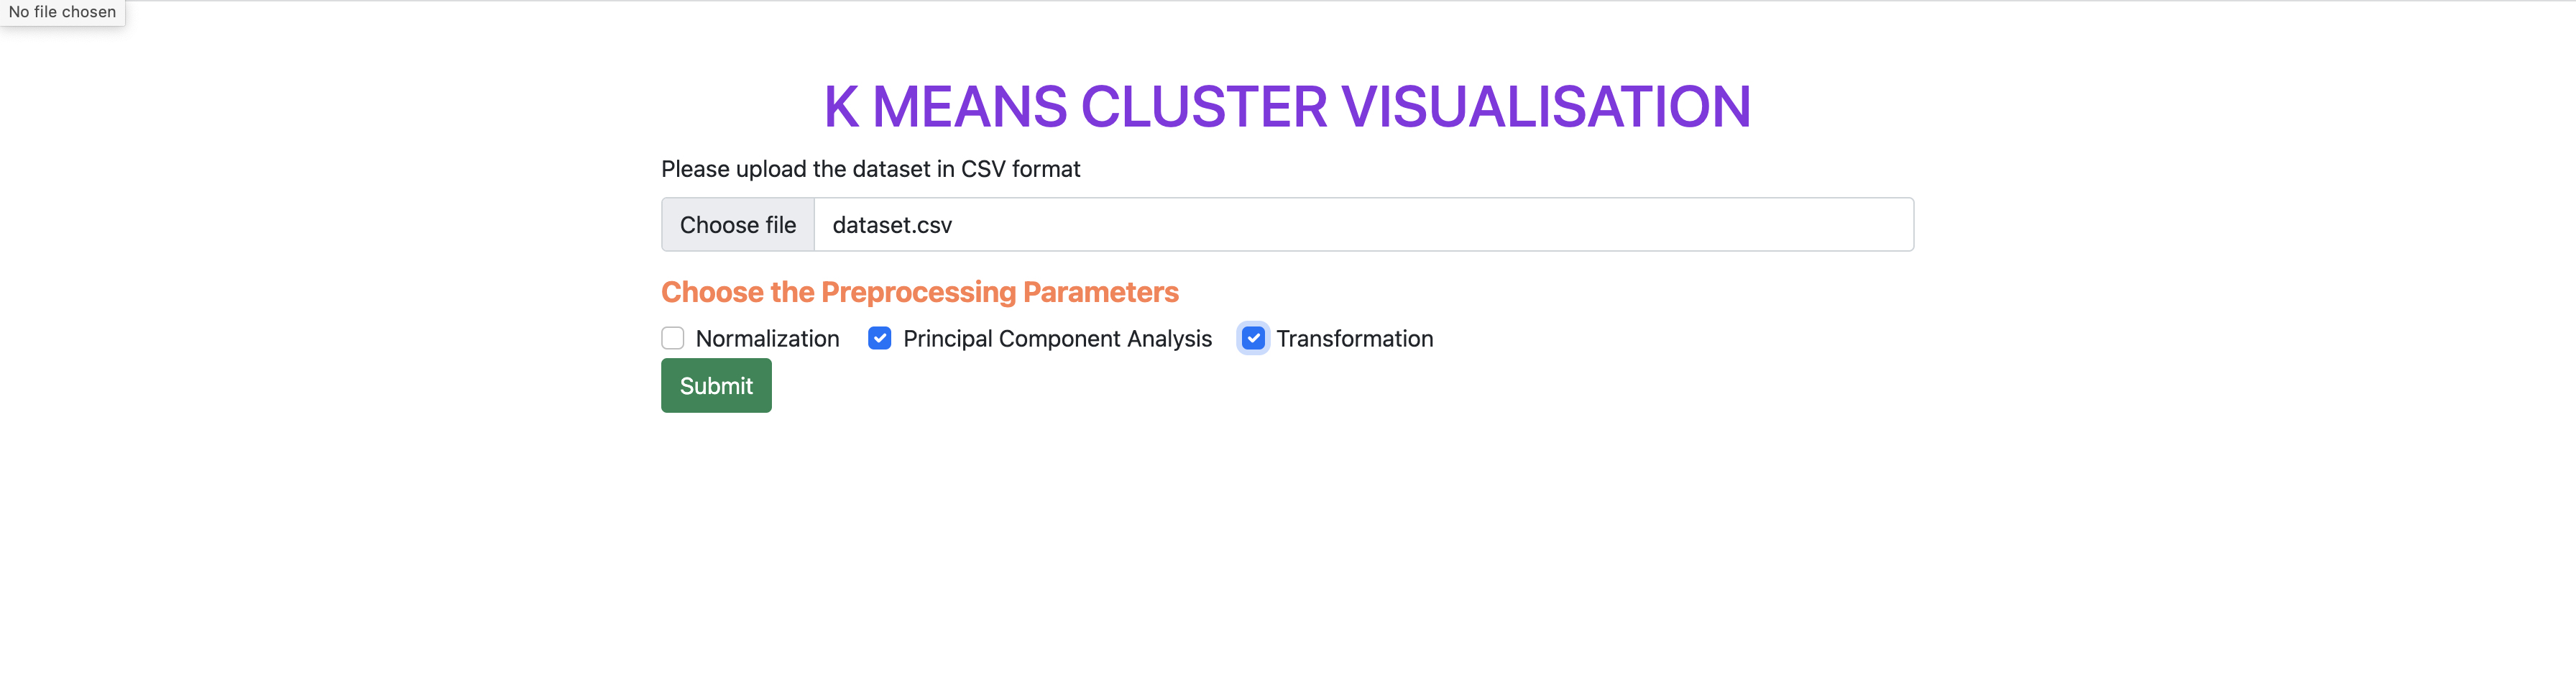 No file chosen
K MEANS CLUSTER VISUALISATION
Please upload the dataset in CSV format
Choose file dataset.csv
Choose the Preprocessing Parameters
Normalization Principal Component Analysis Transformation
Submit